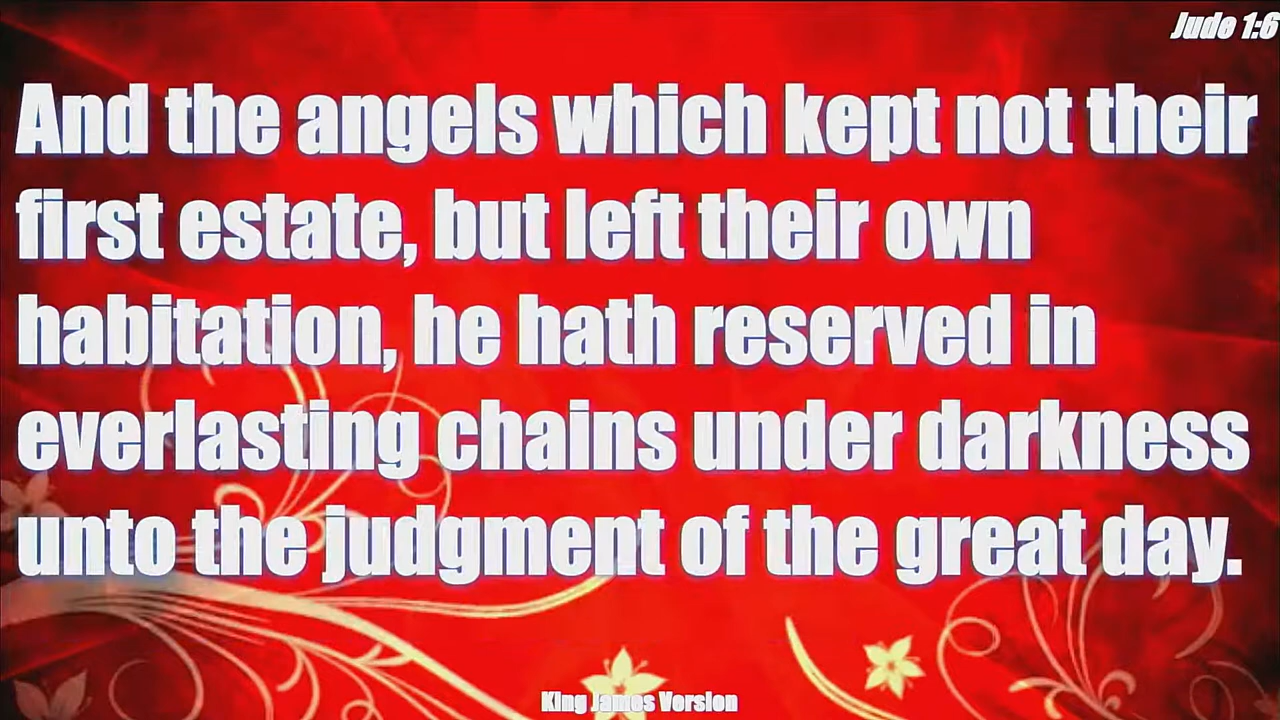 Jude 1:6
And the angels which kept not their
first estate, but left their own
habitation, he hath reserved in
everlasting chains under darkness
unto the judgment of the great day.
King James Version